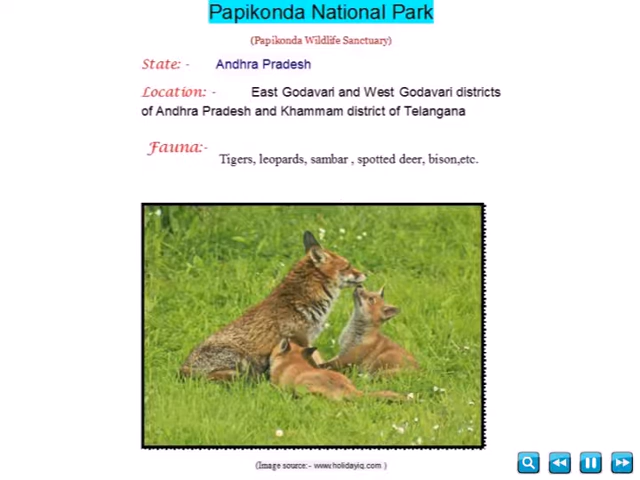 Papikonda National Park
(Papikonda Wildlife Sanctuary)
State: - Andhra Pradesh
Location: - East Godavari and West Godavari districts
of Andhra Pradesh and Khammam district of Telangana
Fauna:-
Tigers, leopards, sambar , spotted deer, bison,etc.
(Image source:- www.holidayiq.com )